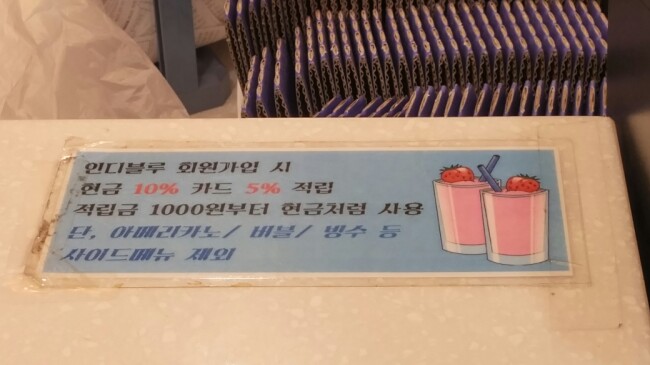 인디블루 회원가입 시
현금 10% 카드 5% 적립
적립금 1000원부터 현금처럼 사용
단, 아메리카노/ 버블/ 빙수 등
사이드메뉴 제외